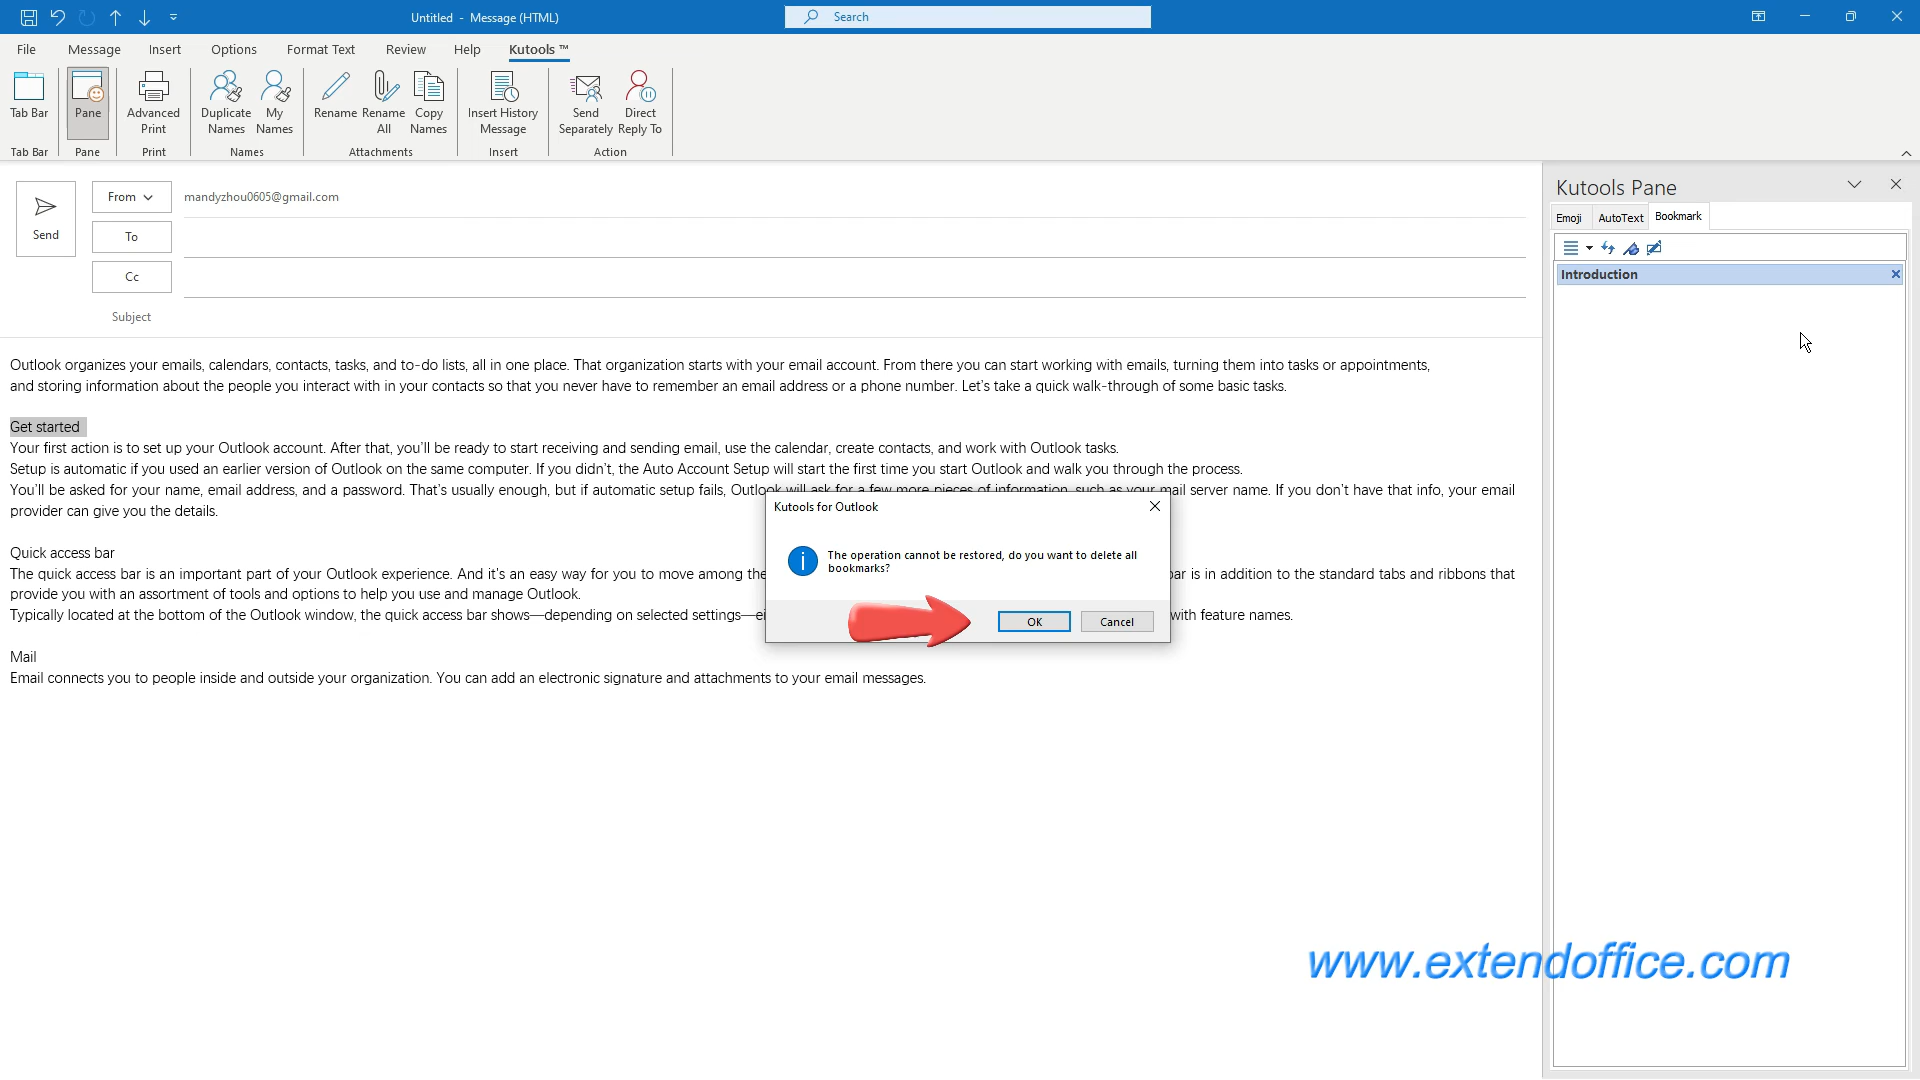 Untitled - Message (HTML)
Search
File Message Insert Options Format Text Review Help Kutools ™
Tab Bar
Pane
Advanced Print
Duplicate Names
My Names
Rename
Rename All
Copy Names
Insert History Message
Send Separately
Direct Reply To
Tab Bar Pane Print Names Attachments Insert Action
Send
From mandyzhou0605@gmail.com
To
Cc
Subject
Outlook organizes your emails, calendars, contacts, tasks, and to-do lists, all in one place. That organization starts with your email account. From there you can start working with emails, turning them into tasks or appointments,
and storing information about the people you interact with in your contacts so that you never have to remember an email address or a phone number. Let's take a quick walk-through of some basic tasks.
Get started
Your first action is to set up your Outlook account. After that, you'll be ready to start receiving and sending email, use the calendar, create contacts, and work with Outlook tasks.
Setup is automatic if you used an earlier version of Outlook on the same computer. If you didn't, the Auto Account Setup will start the first time you start Outlook and walk you through the process.
You'll be asked for your name, email address, and a password. That's usually enough, but if automatic setup fails, Outlook will ask for a few more pieces of information, such as your mail server name. If you don't have that info, your email
provider can give you the details.
Quick access bar
The quick access bar is an important part of your Outlook experience. And it's an easy way for you to move among the
bar is in addition to the standard tabs and ribbons that
provide you with an assortment of tools and options to help you use and manage Outlook.
Typically located at the bottom of the Outlook window, the quick access bar shows—depending on selected settings—ei
with feature names.
Mail
Email connects you to people inside and outside your organization. You can add an electronic signature and attachments to your email messages.
Kutools for Outlook
The operation cannot be restored, do you want to delete all
bookmarks?
OK Cancel
Kutools Pane
Emoji AutoText Bookmark
Introduction
www.extendoffice.com